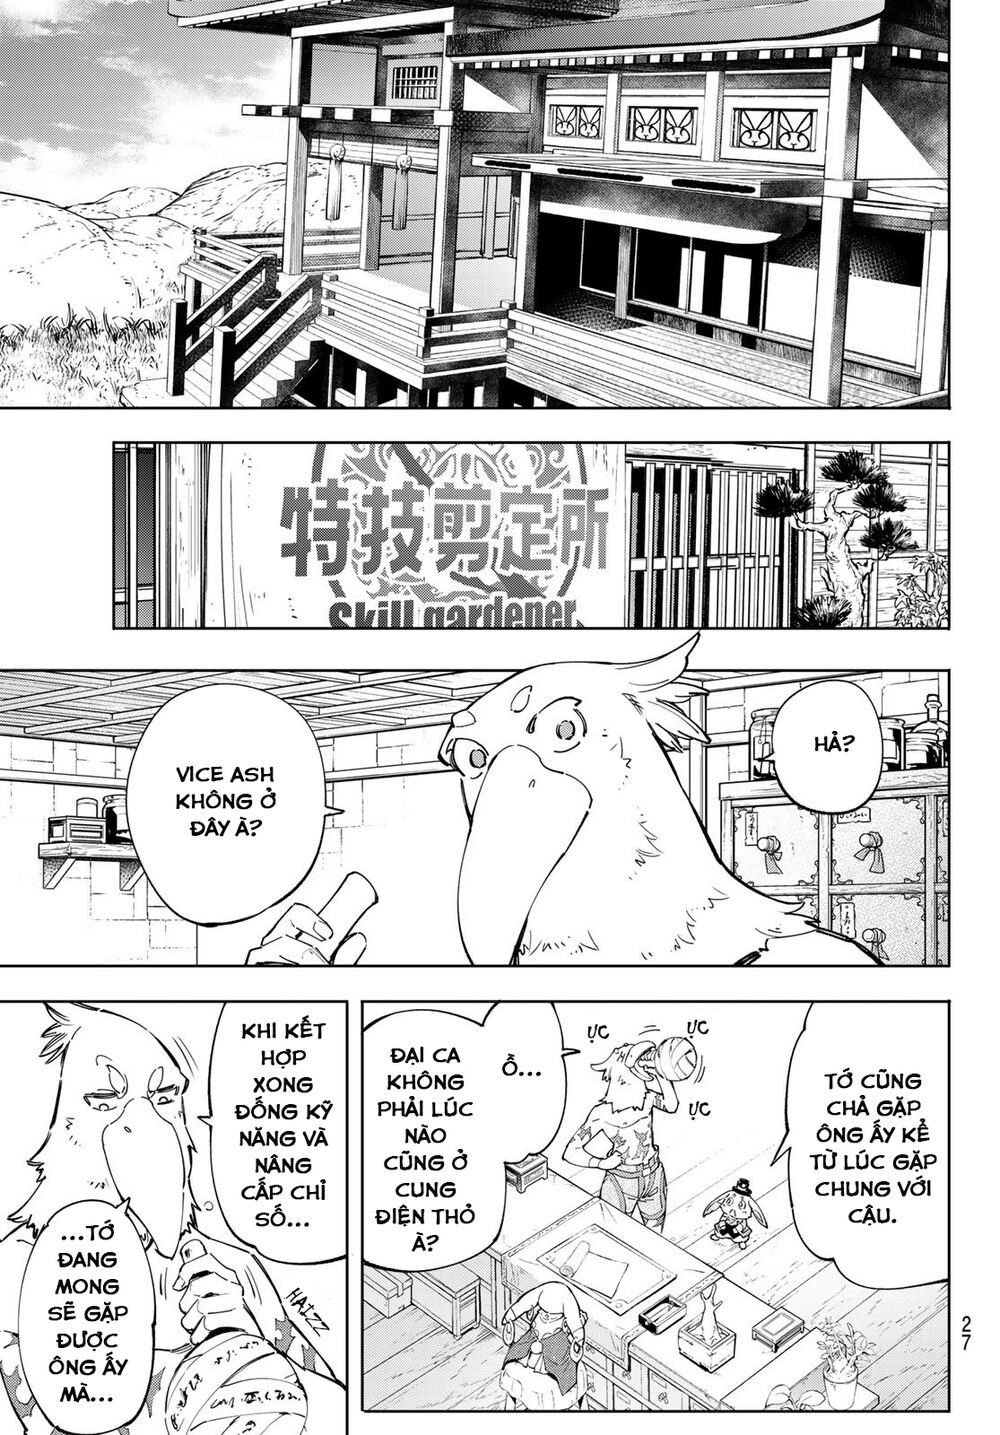 特技剪定所
Skill gardener
HẢ?
VICE ASH
KHÔNG Ở
ĐÂY À?
TỚ CŨNG
CHẢ GẶP
ÔNG ẤY KỂ
TỪ LÚC GẶP
CHUNG VỚI
CẬU.
ỰC
ỰC
ỰC
Ồ...
ĐẠI CA
KHÔNG
PHẢI LÚC
NÀO
CŨNG Ở
CUNG
ĐIỆN THỎ
À?
KHI KẾT
HỢP
XONG
ĐỐNG KỸ
NĂNG VÀ
NÂNG
CẤP CHỈ
SỐ...
...TỚ
ĐANG
MONG
SẼ GẶP
ĐƯỢC
ÔNG ẤY
MÀ...
HAIZZ
27